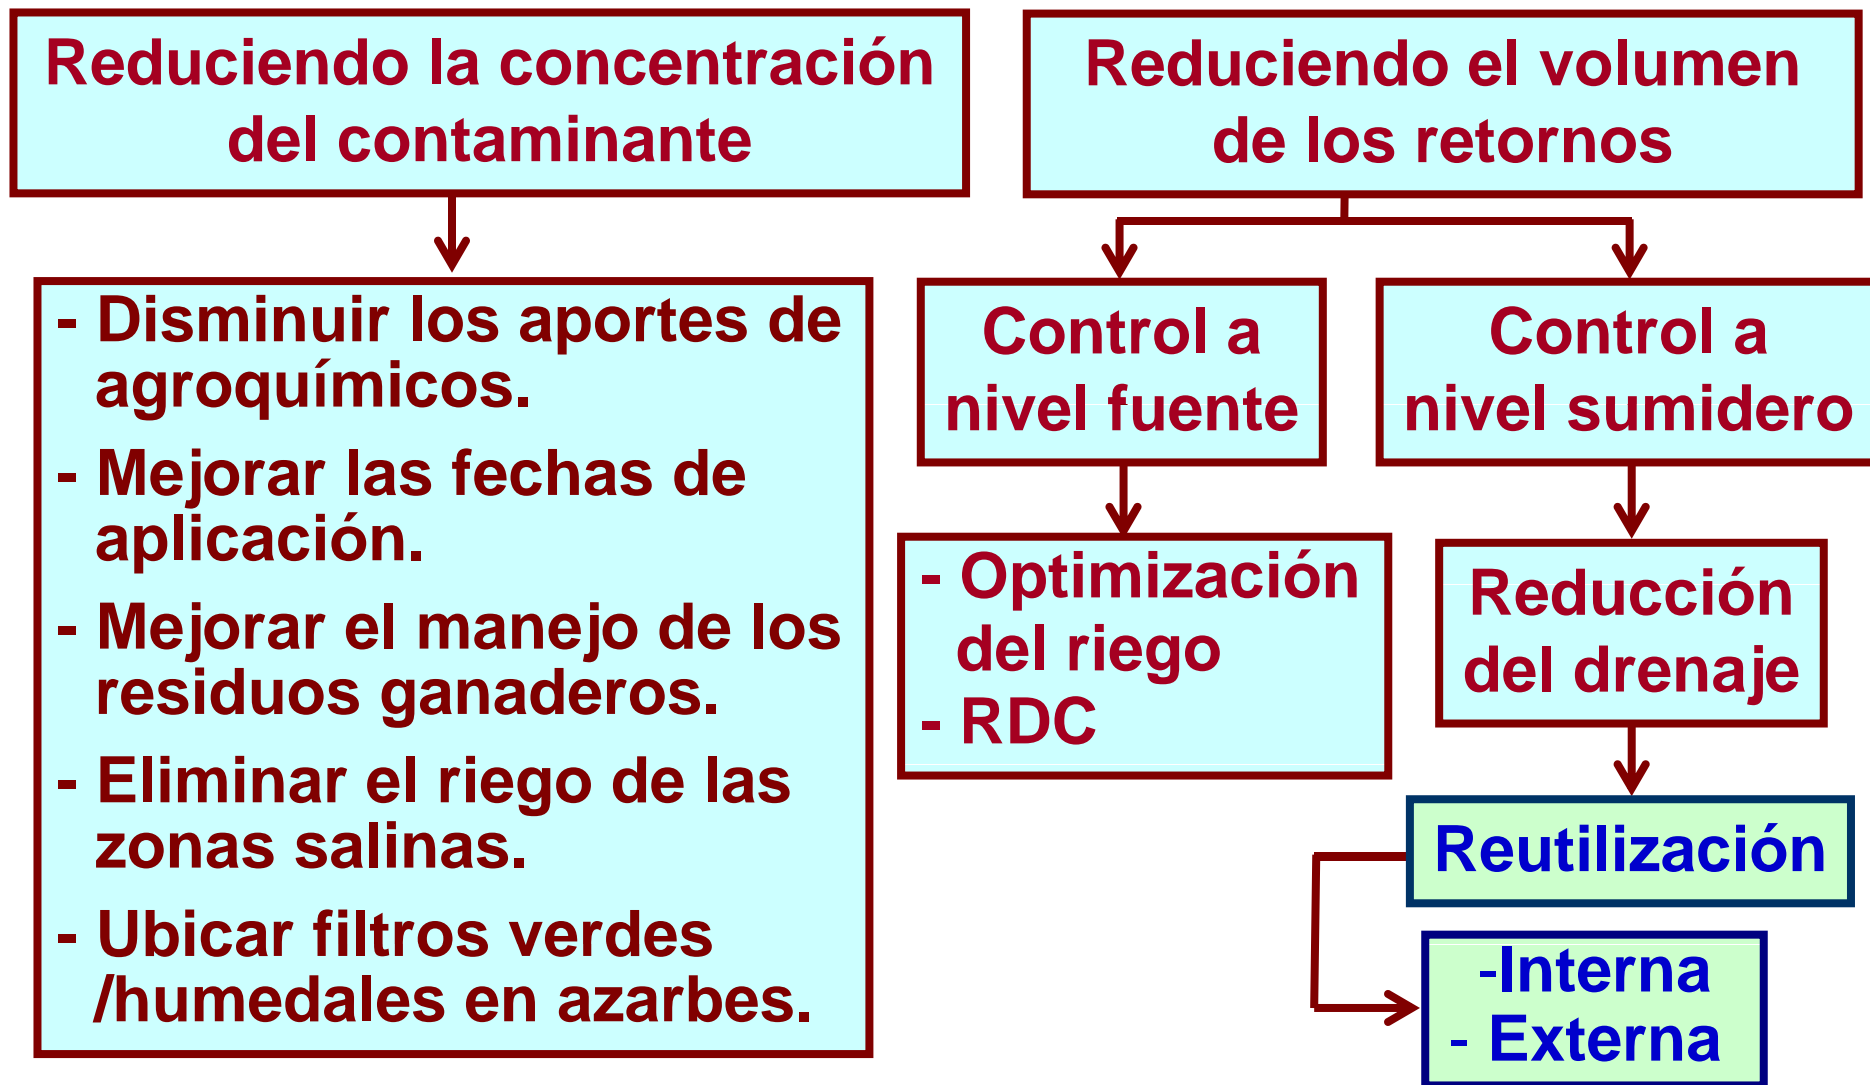 Reduciendo la concentración
del contaminante
- Disminuir los aportes de
agroquímicos.
- Mejorar las fechas de
aplicación.
- Mejorar el manejo de los
residuos ganaderos.
- Eliminar el riego de las
zonas salinas.
- Ubicar filtros verdes
/humedales en azarbes.
Reduciendo el volumen
de los retornos
Control a
nivel fuente
- Optimización
del riego
- RDC
Control a
nivel sumidero
Reducción
del drenaje
Reutilización
-Interna
- Externa